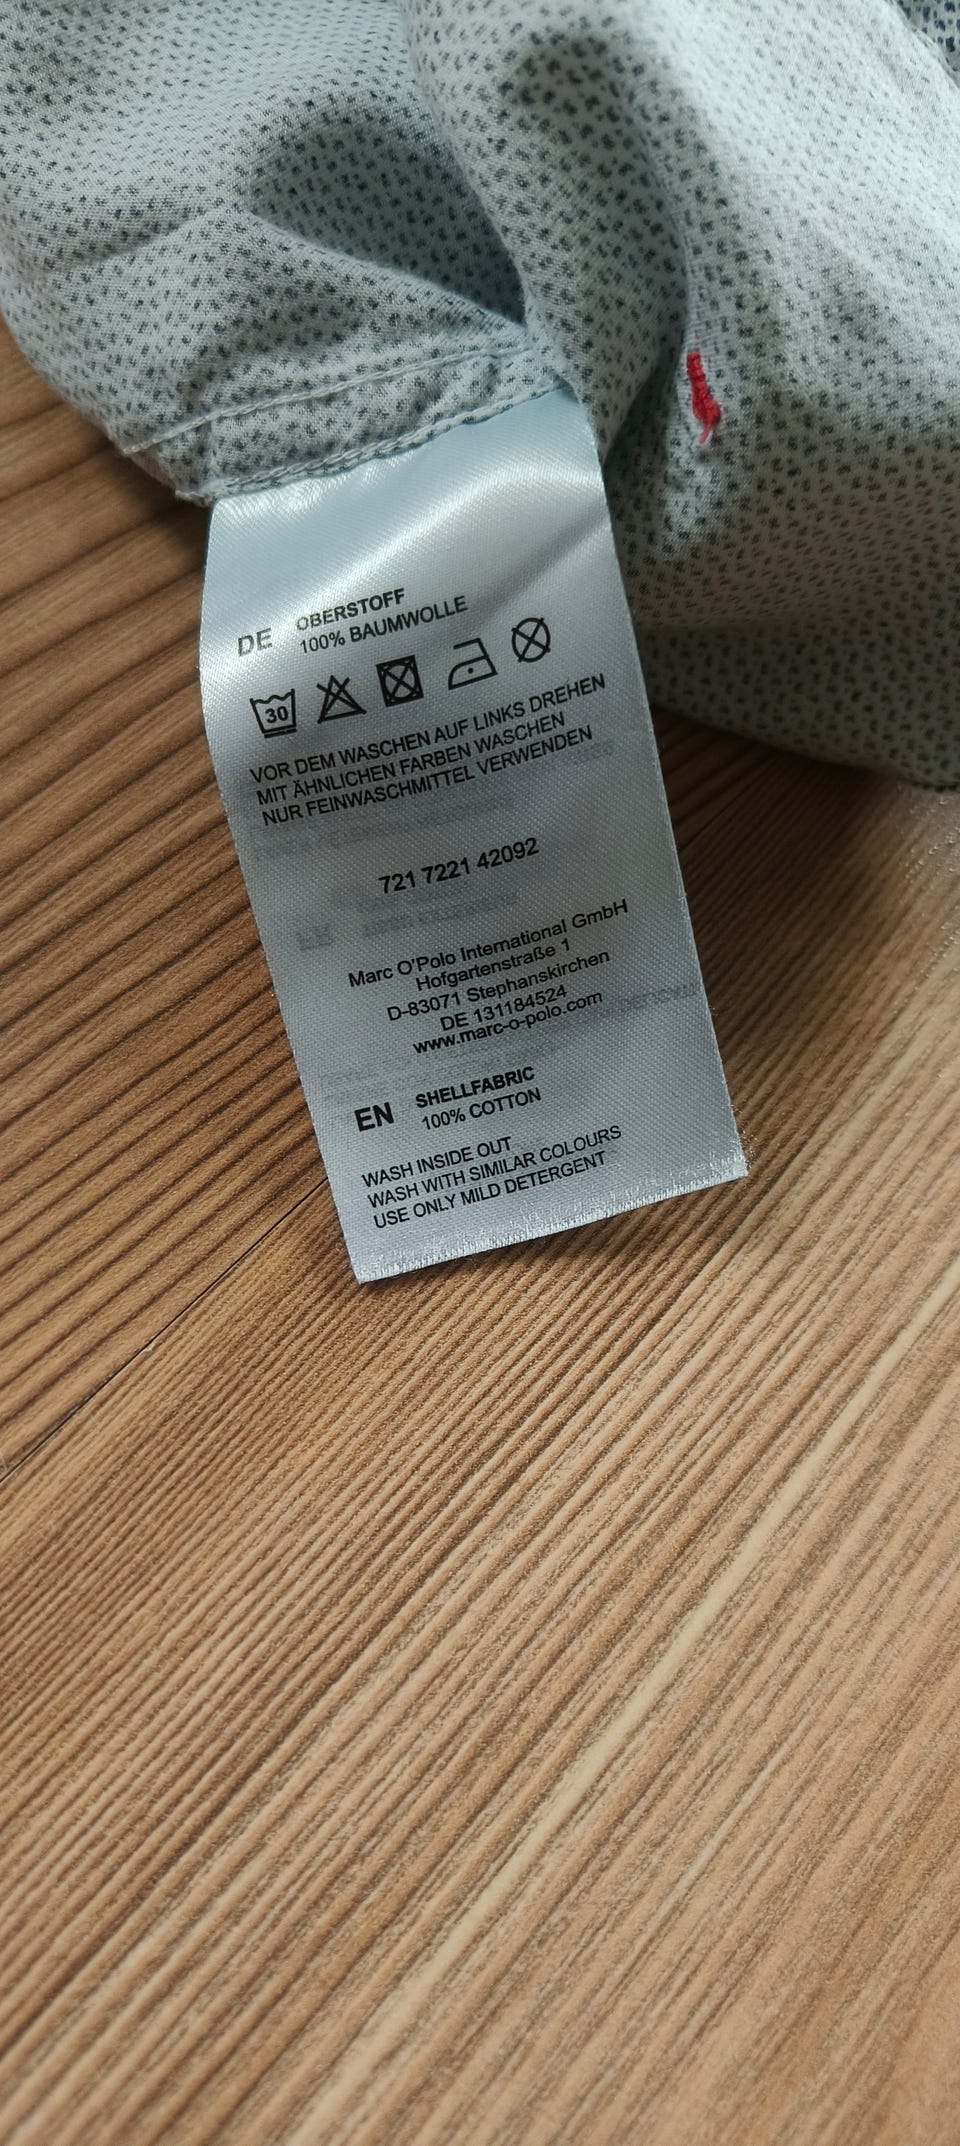 DE OBERSTOFF
100% BAUMWOLLE
30
VOR DEM WASCHEN AUF LINKS DREHEN
MIT ÄHNLICHEN FARBEN WASCHEN
NUR FEINWASCHMITTEL VERWENDEN
721 7221 42092
Marc O'Polo International GmbH
Hofgartenstraße 1
D-83071 Stephanskirchen
DE 131184524
www.marc-o-polo.com
EN SHELLFABRIC
100% COTTON
WASH INSIDE OUT
WASH WITH SIMILAR COLOURS
USE ONLY MILD DETERGENT